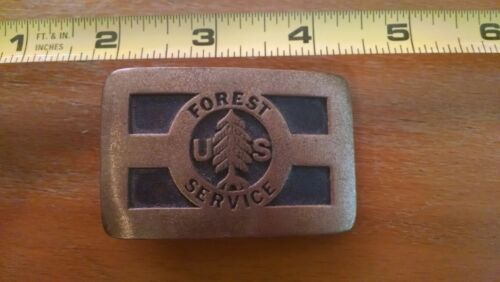 1 FT. & IN. 2 3 4 5 6
INCHES
FOREST
U S
SERVICE